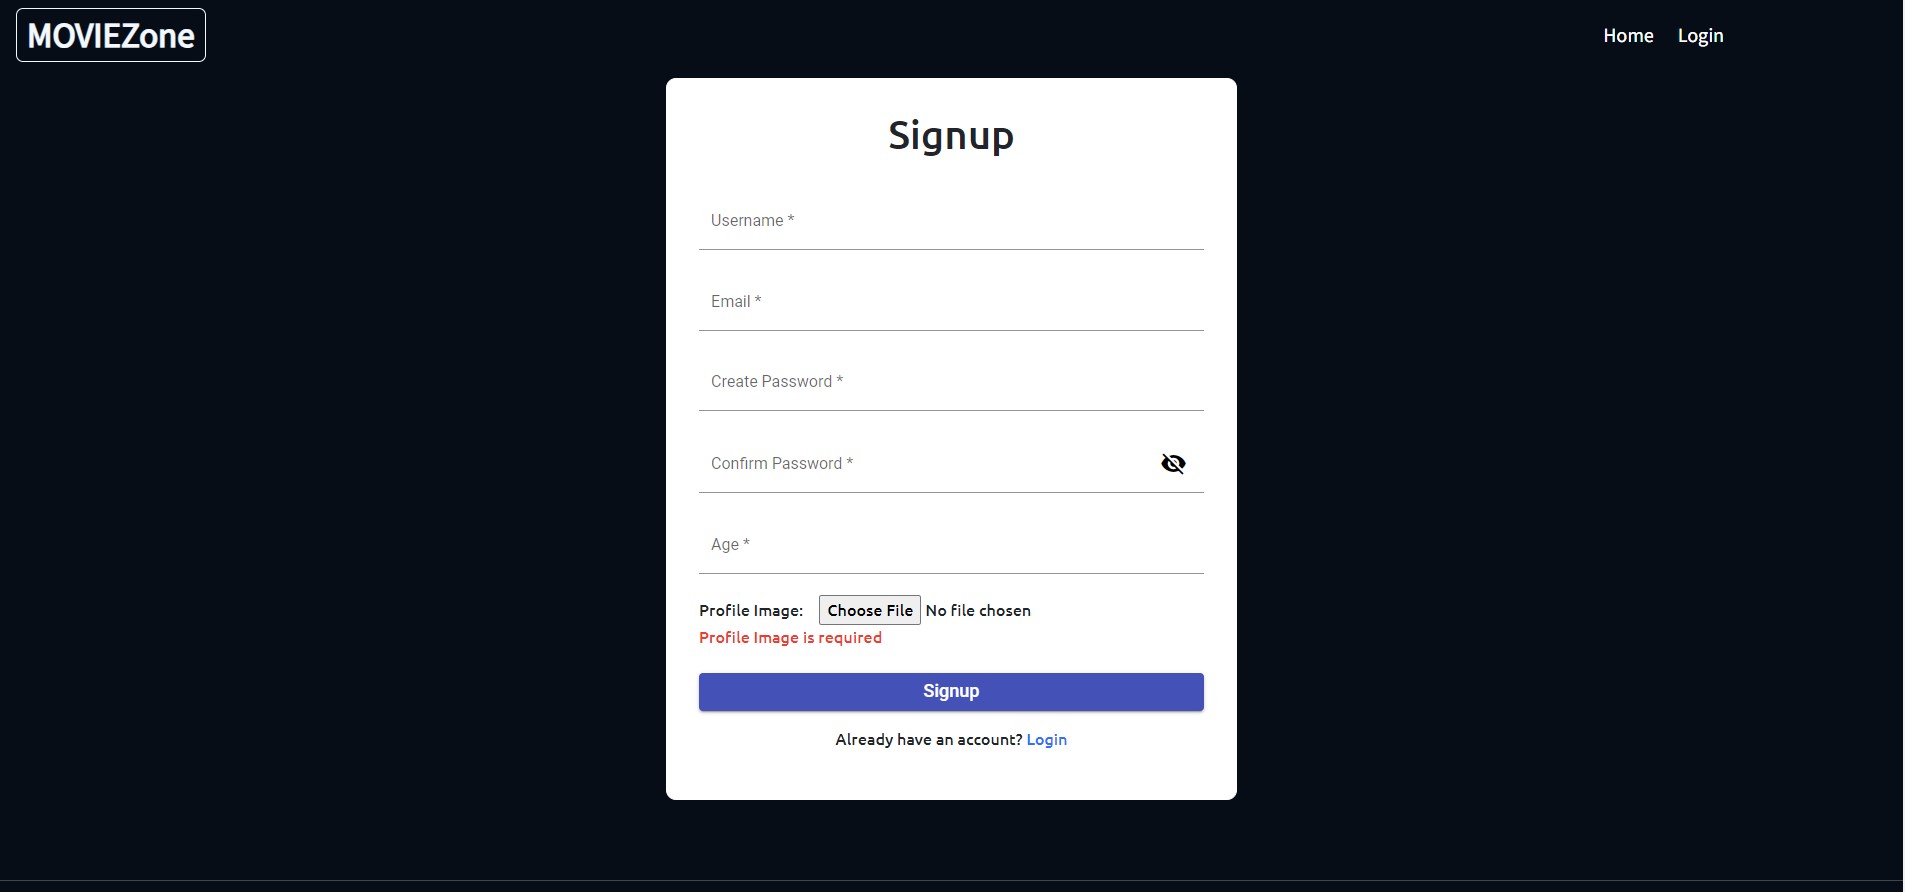 MOVIEZone
Home Login
Signup
Username *
Email *
Create Password *
Confirm Password *
Age *
Profile Image: Choose File No file chosen
Profile Image is required
Signup
Already have an account? Login